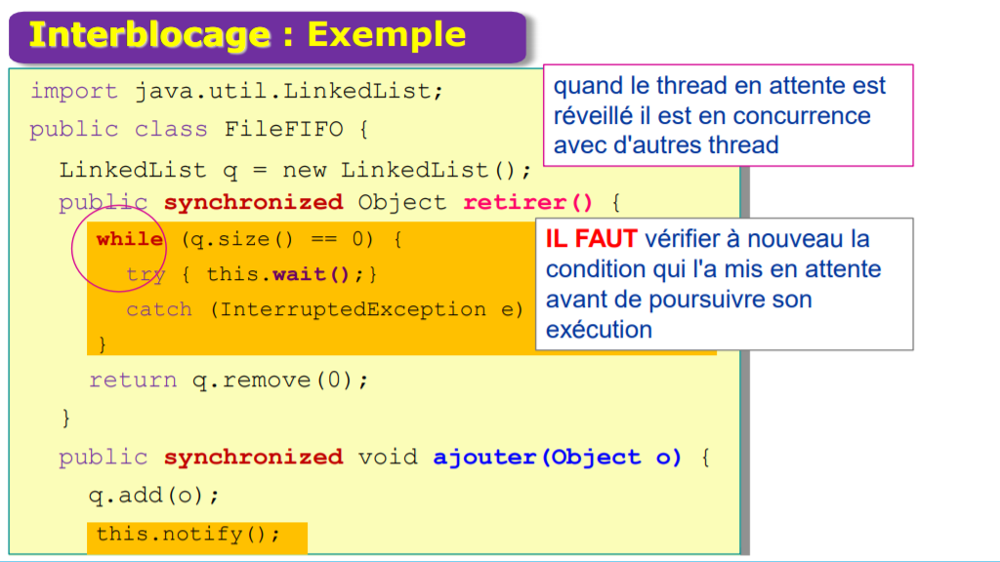 Interblocage : Exemple
import java.util.LinkedList;
public class FileFIFO {
LinkedList q = new LinkedList();
public synchronized Object retirer() {
while (q.size() == 0) {
try { this.wait();}
catch (InterruptedException e)
}
return q.remove(0);
}
public synchronized void ajouter(Object o) {
q.add(o);
this.notify();
quand le thread en attente est
réveillé il est en concurrence
avec d'autres thread
IL FAUT vérifier à nouveau la
condition qui l'a mis en attente
avant de poursuivre son
exécution